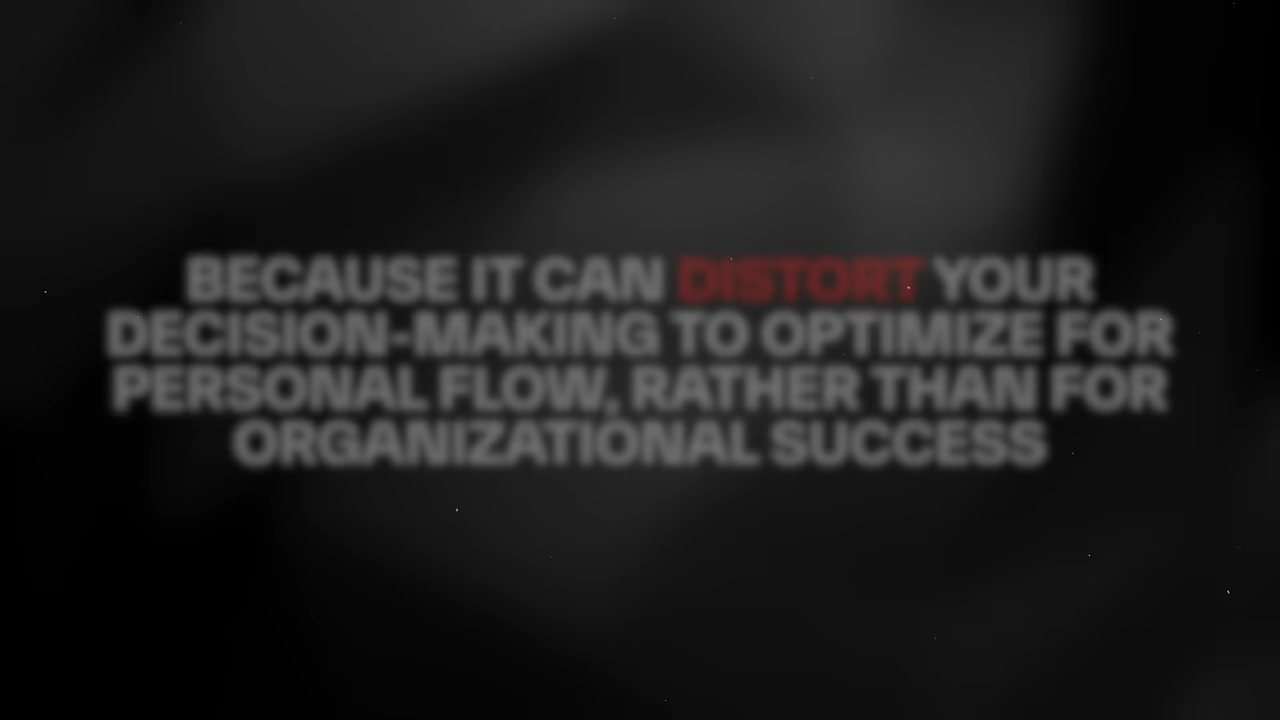 BECAUSE IT CAN DISTORT YOUR
DECISION-MAKING TO OPTIMIZE FOR
PERSONAL FLOW, RATHER THAN FOR
ORGANIZATIONAL SUCCESS